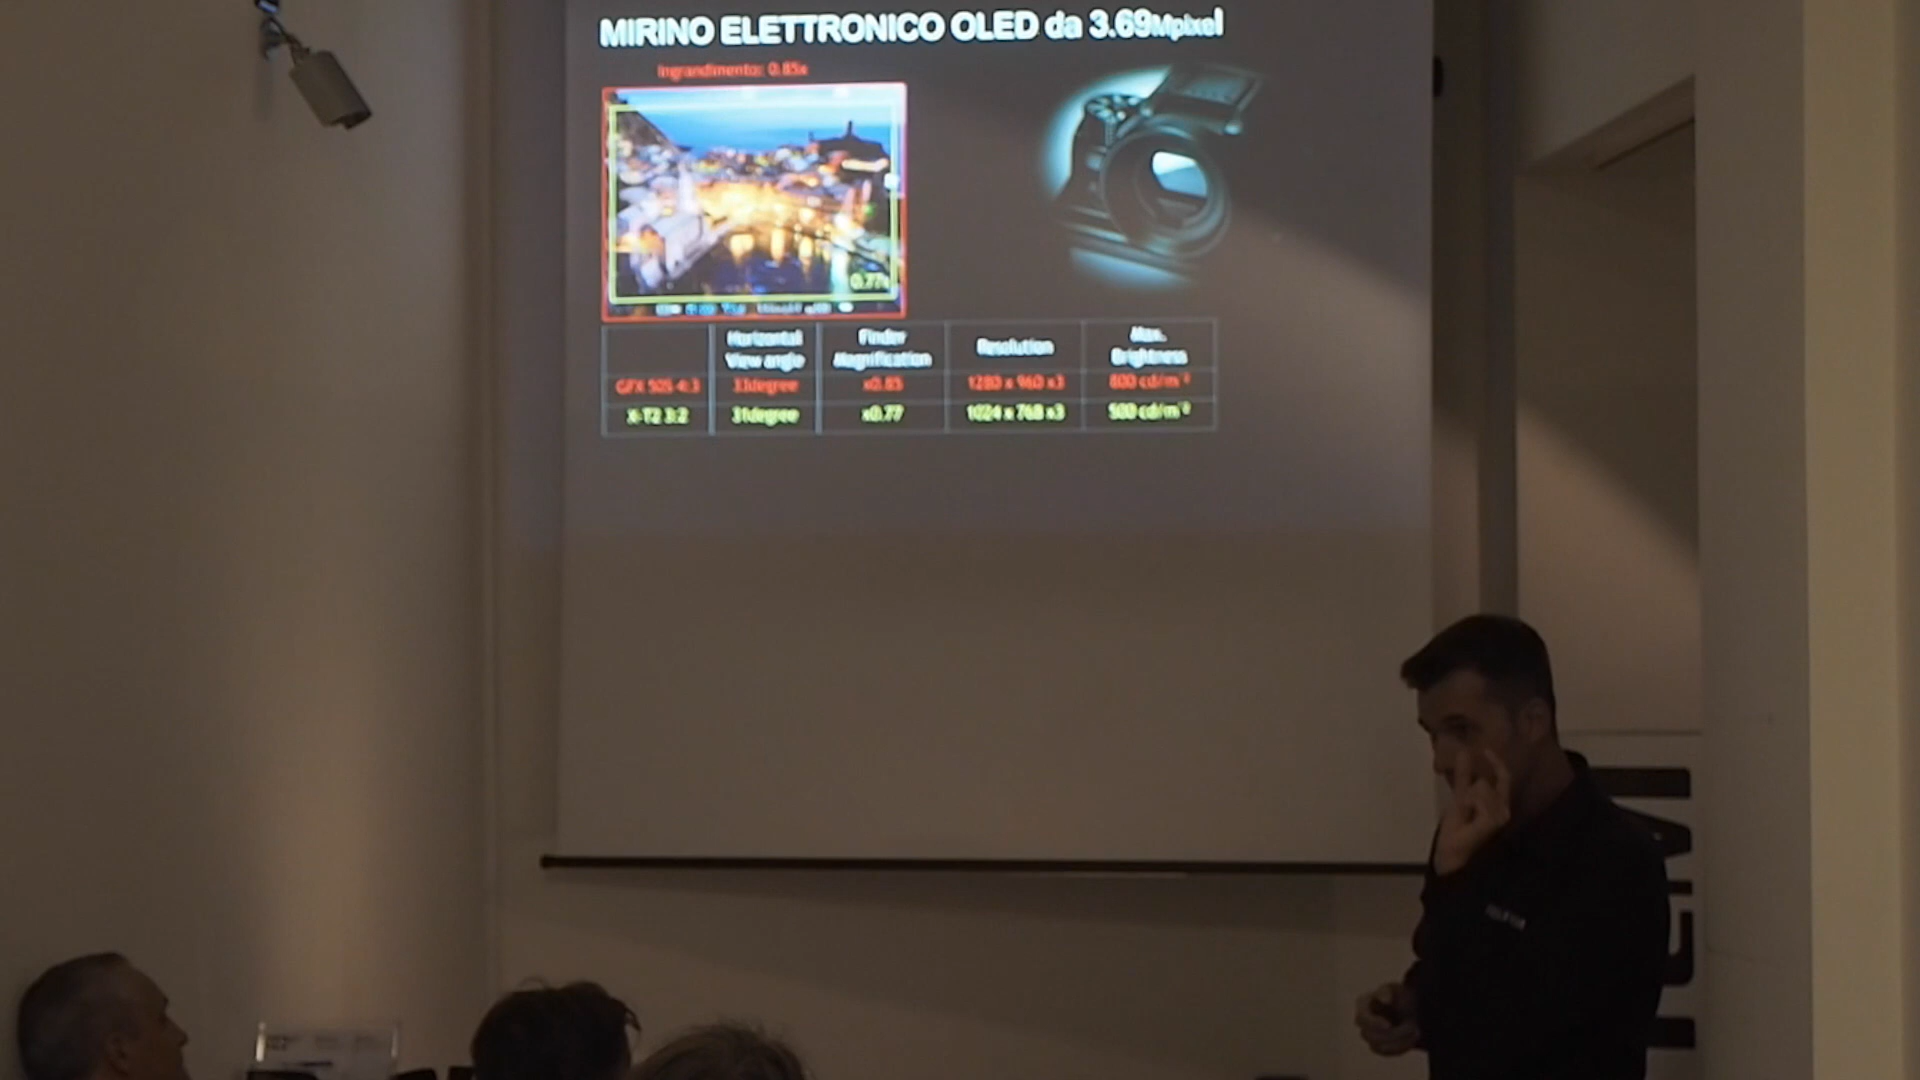 MIRINO ELETTRONICO OLED da 3.69Mpixel
Ingrandimento: 0.85x
0.77x
Horizontal View angle
Finder Magnification
Resolution
Max. Brightness
GFX 50S 4:3 33degree x0.85 1280 x 960 x3 800 cd/m²
X-T2 3:2 31degree x0.77 1024 x 768 x3 500 cd/m²